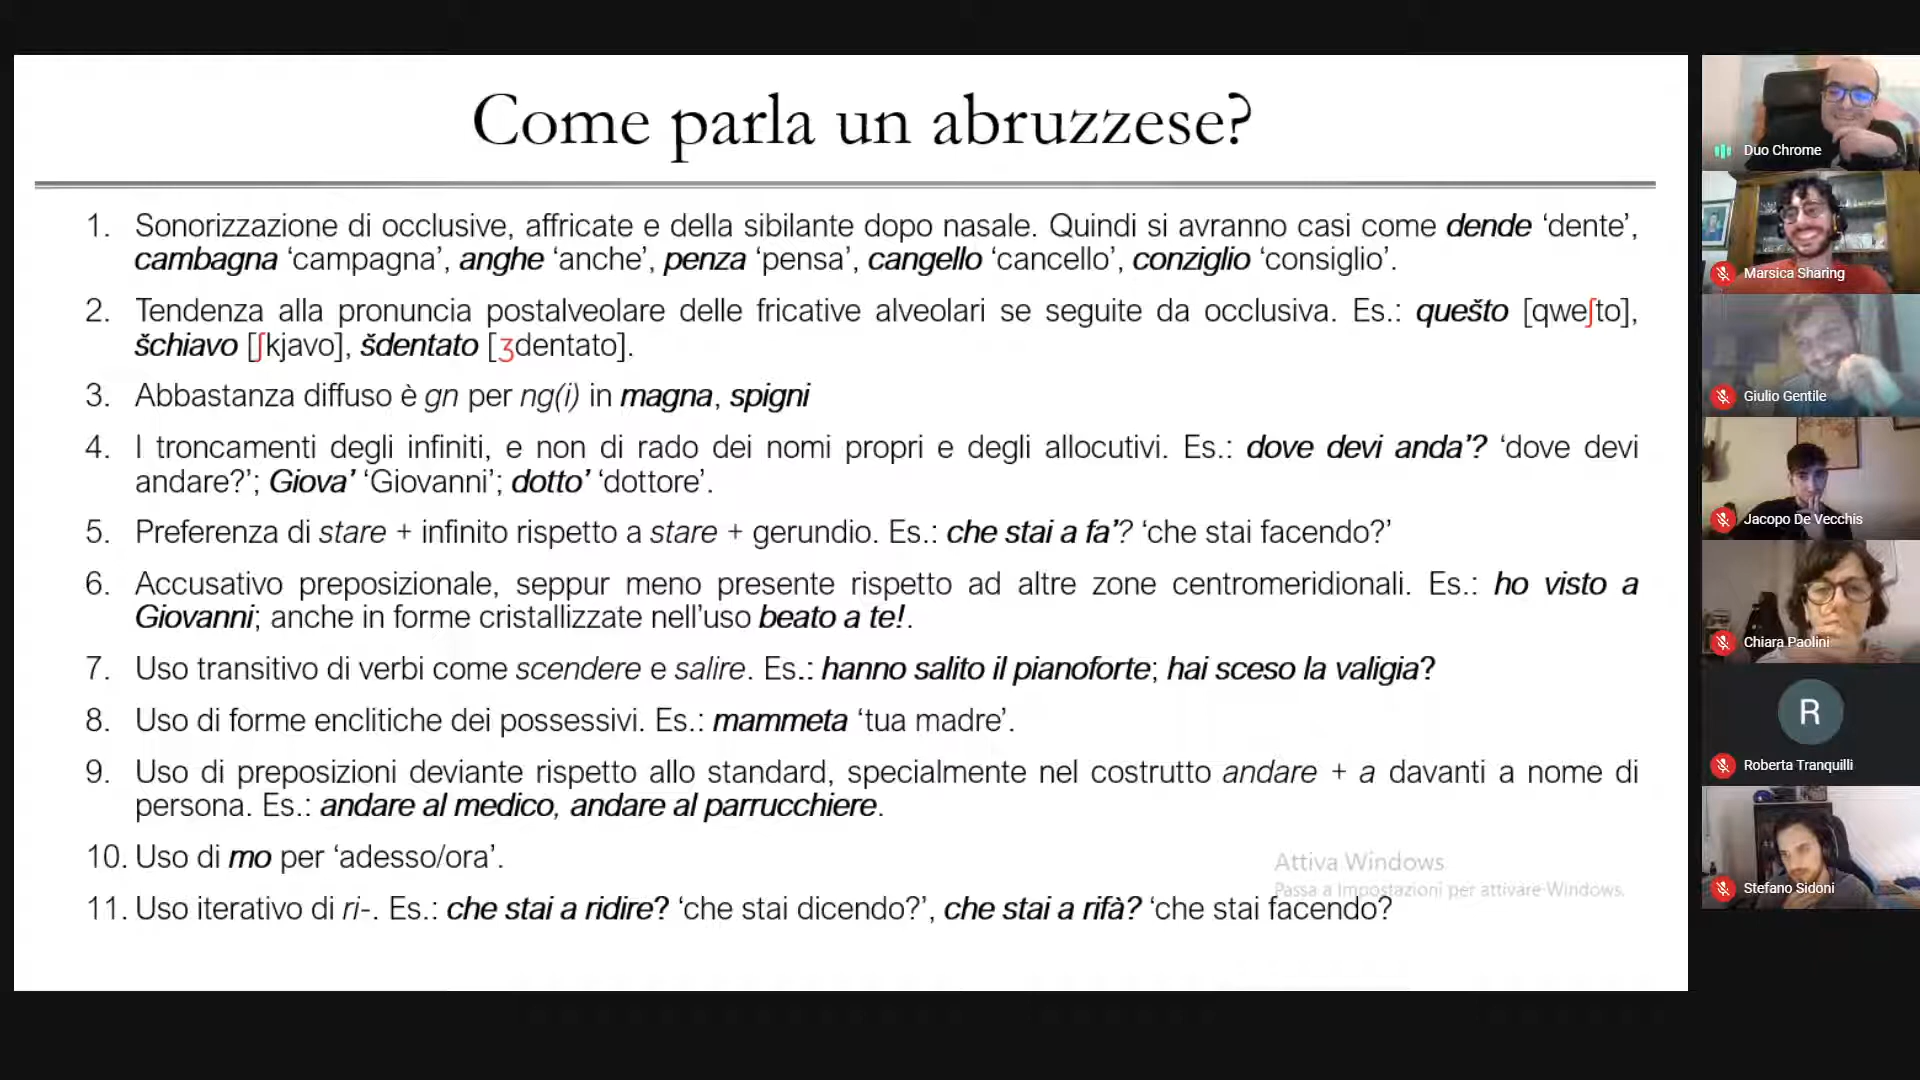 Come parla un abruzzese?
1. Sonorizzazione di occlusive, affricate e della sibilante dopo nasale. Quindi si avranno casi come dende ‘dente’,
cambagna ‘campagna’, anghe ‘anche’, penza ‘pensa’, cangello ‘cancello’, conziglio ‘consiglio’.
2. Tendenza alla pronuncia postalveolare delle fricative alveolari se seguite da occlusiva. Es.: quešto [qweʃto],
šchiavo [ʃkjavo], šdentato [ʒdentato].
3. Abbastanza diffuso è gn per ng(i) in magna, spigni
4. I troncamenti degli infiniti, e non di rado dei nomi propri e degli allocutivi. Es.: dove devi anda’? ‘dove devi
andare?’; Giova’ ‘Giovanni’; dotto’ ‘dottore’.
5. Preferenza di stare + infinito rispetto a stare + gerundio. Es.: che stai a fa’? ‘che stai facendo?’
6. Accusativo preposizionale, seppur meno presente rispetto ad altre zone centromeridionali. Es.: ho visto a
Giovanni; anche in forme cristallizzate nell’uso beato a te!.
7. Uso transitivo di verbi come scendere e salire. Es.: hanno salito il pianoforte; hai sceso la valigia?
8. Uso di forme enclitiche dei possessivi. Es.: mammeta ‘tua madre’.
9. Uso di preposizioni deviante rispetto allo standard, specialmente nel costrutto andare + a davanti a nome di
persona. Es.: andare al medico, andare al parrucchiere.
10. Uso di mo per ‘adesso/ora’.
11. Uso iterativo di ri-. Es.: che stai a ridire? ‘che stai dicendo?’, che stai a rifà? ‘che stai facendo?
Attiva Windows
Passa a Impostazioni per attivare Windows.
Duo Chrome
Marsica Sharing
Giulio Gentile
Jacopo De Vecchis
Chiara Paolini
R
Roberta Tranquilli
Stefano Sidoni